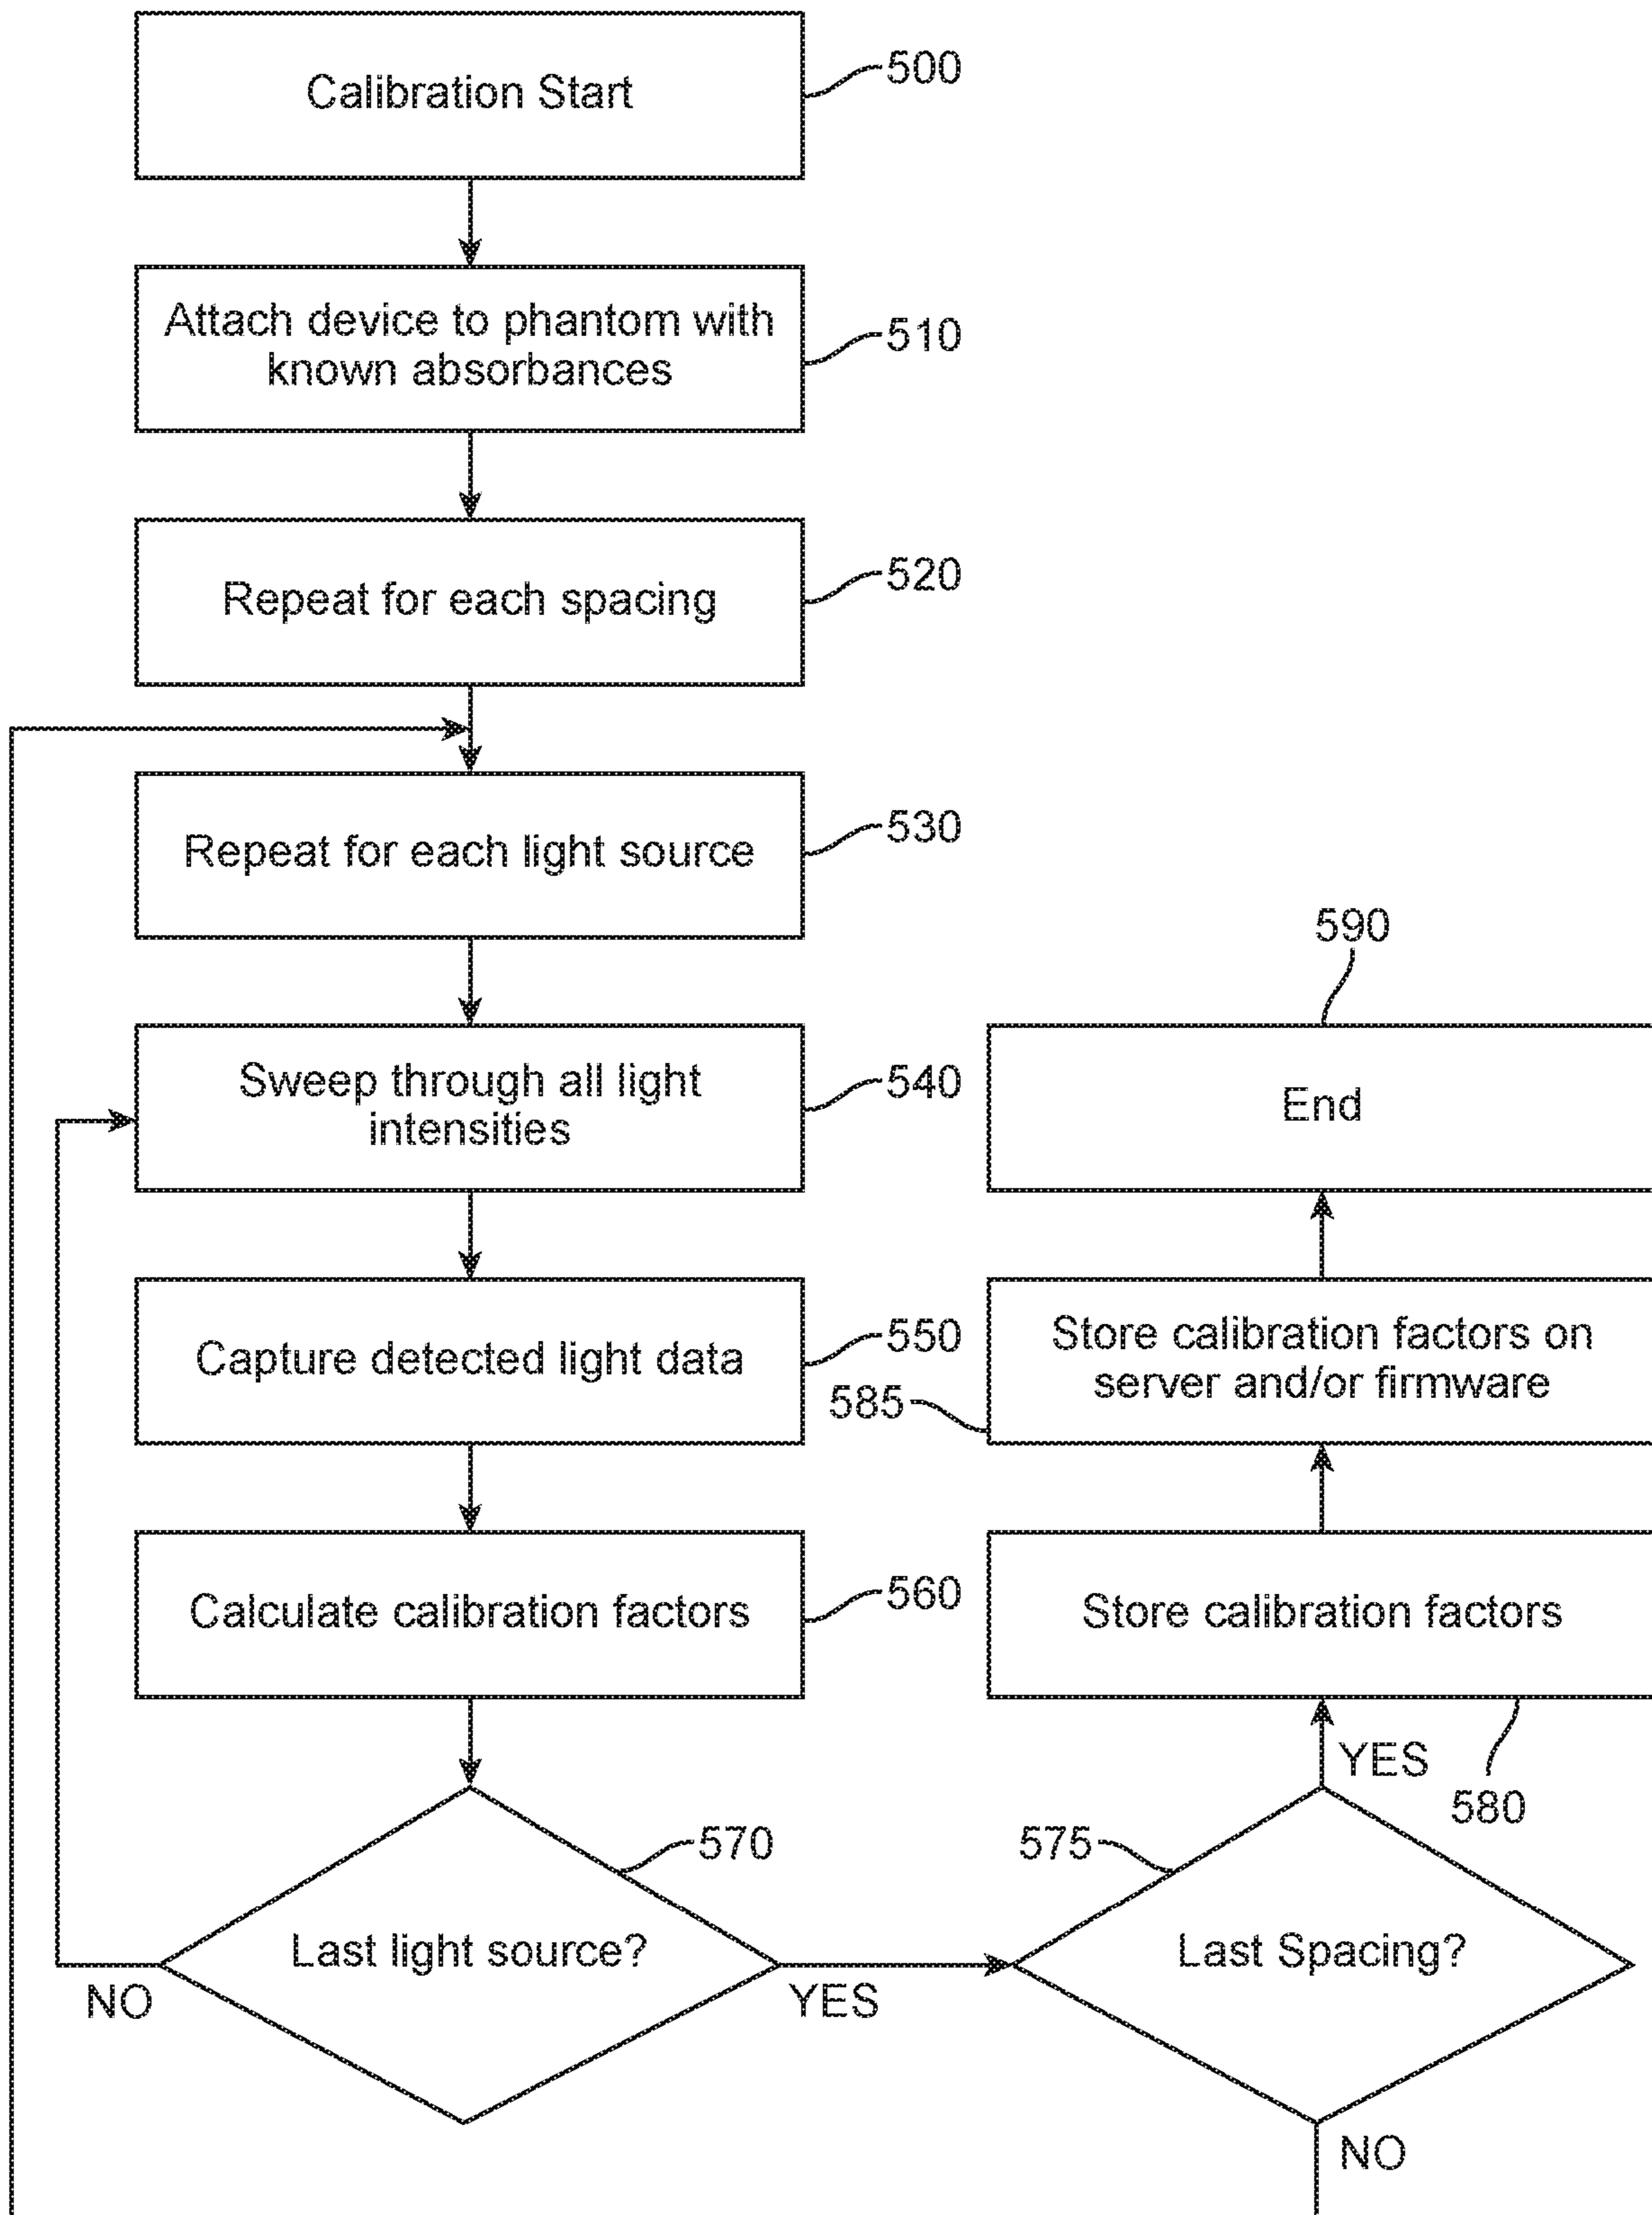 Calibration Start
500
Attach device to phantom with
known absorbances
510
Repeat for each spacing
520
Repeat for each light source
530
Sweep through all light
intensities
540
Capture detected light data
550
Calculate calibration factors
560
Last light source?
570
NO
YES
Last Spacing?
575
NO
YES
Store calibration factors
580
Store calibration factors on
server and/or firmware
585
End
590